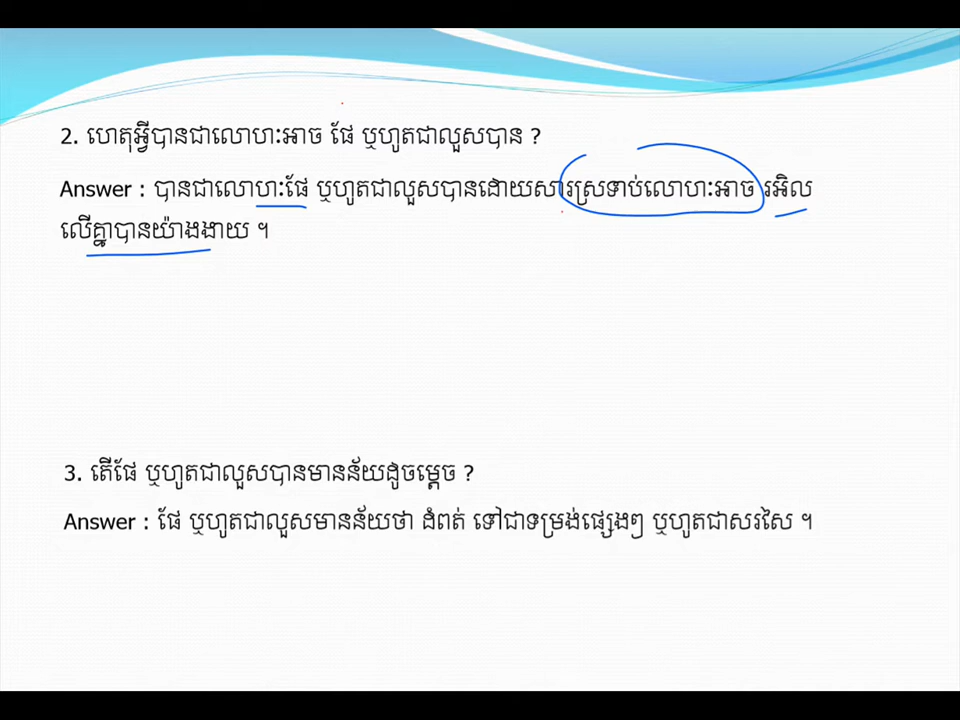 2. ហេតុអ្វីបានជាលោហៈអាច ផែ ឬហូតជាលួសបាន ?
Answer : បានជាលោហៈផែ ឬហូតជាលួសបានដោយសារស្រទាប់លោហៈអាច រអិល
លើគ្នាបានយ៉ាងងាយ ។
3. តើផែ ឬហូតជាលួសបានមានន័យដូចម្តេច ?
Answer : ផែ ឬហូតជាលួសមានន័យថា ដំពត់ ទៅជាទម្រង់ផ្សេងៗ ឬហូតជាសរសៃ ។